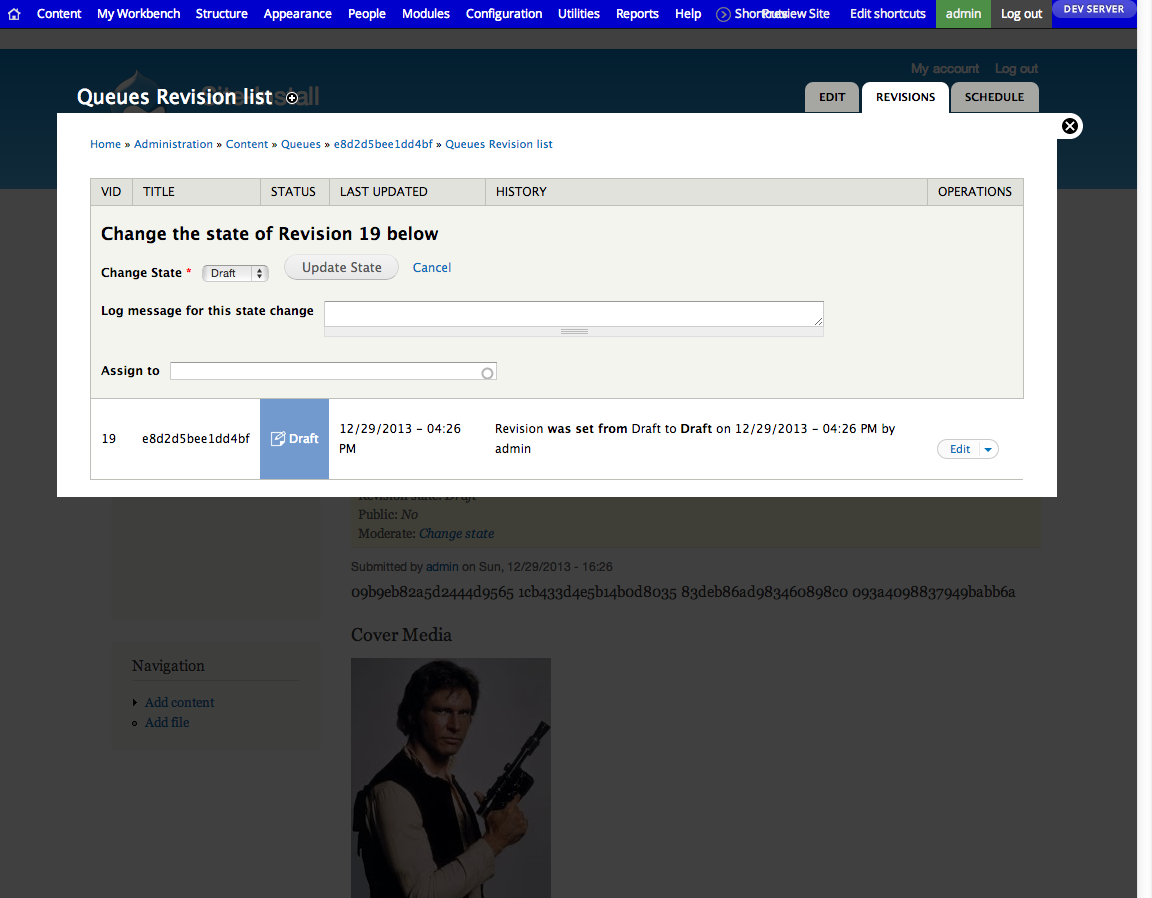 Content My Workbench Structure Appearance People Modules Configuration Utilities Reports Help Shortcuts Preview Site Edit shortcuts admin Log out DEV SERVER
My account Log out
Queues Revision list Site-Install
EDIT REVISIONS SCHEDULE
Home » Administration » Content » Queues » e8d2d5bee1dd4bf » Queues Revision list
VID TITLE STATUS LAST UPDATED HISTORY OPERATIONS
Change the state of Revision 19 below
Change State * Draft Update State Cancel
Log message for this state change
Assign to
19 e8d2d5bee1dd4bf Draft 12/29/2013 - 04:26 PM Revision was set from Draft to Draft on 12/29/2013 - 04:26 PM by admin Edit
Revision state: Draft
Public: No
Moderate: Change state
Submitted by admin on Sun, 12/29/2013 - 16:26
09b9eb82a5d2444d9565 1cb433d4e5b14b0d8035 83deb86ad983460898c0 093a4098837949babb6a
Cover Media
Navigation
Add content
Add file